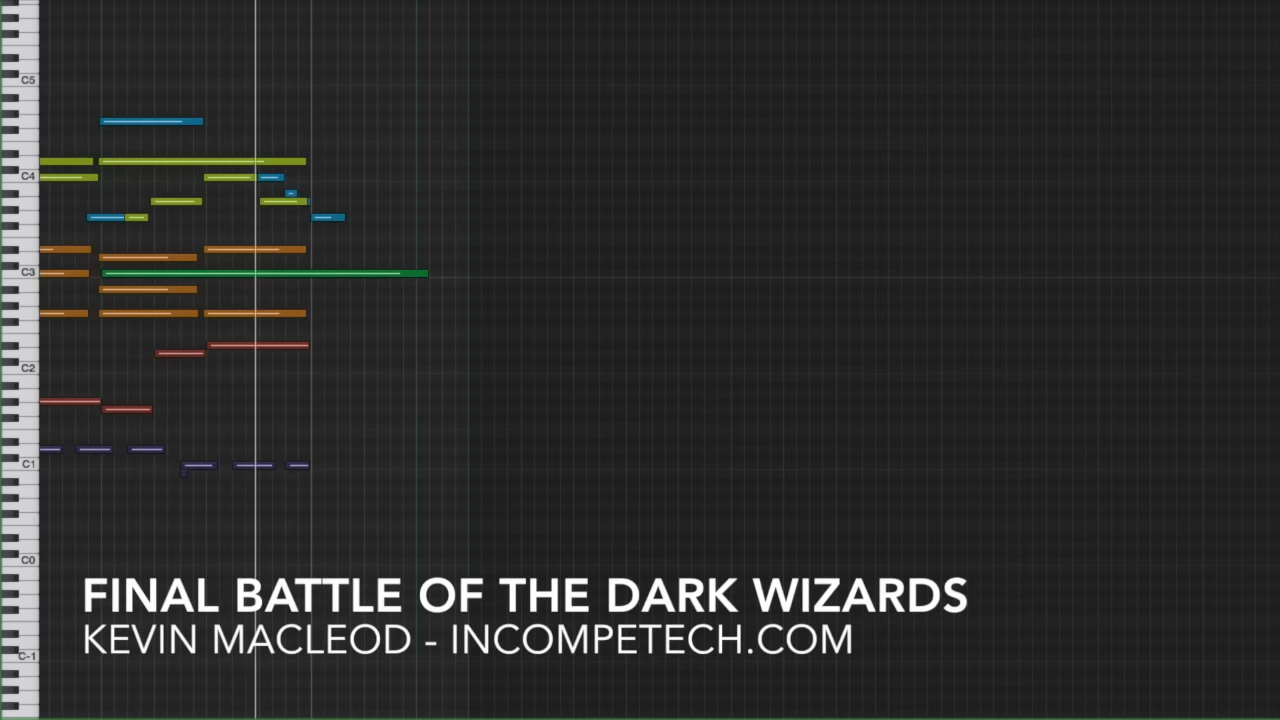 C5
C4
C3
C2
C1
C0
C-1
FINAL BATTLE OF THE DARK WIZARDS
KEVIN MACLEOD - INCOMPETECH.COM